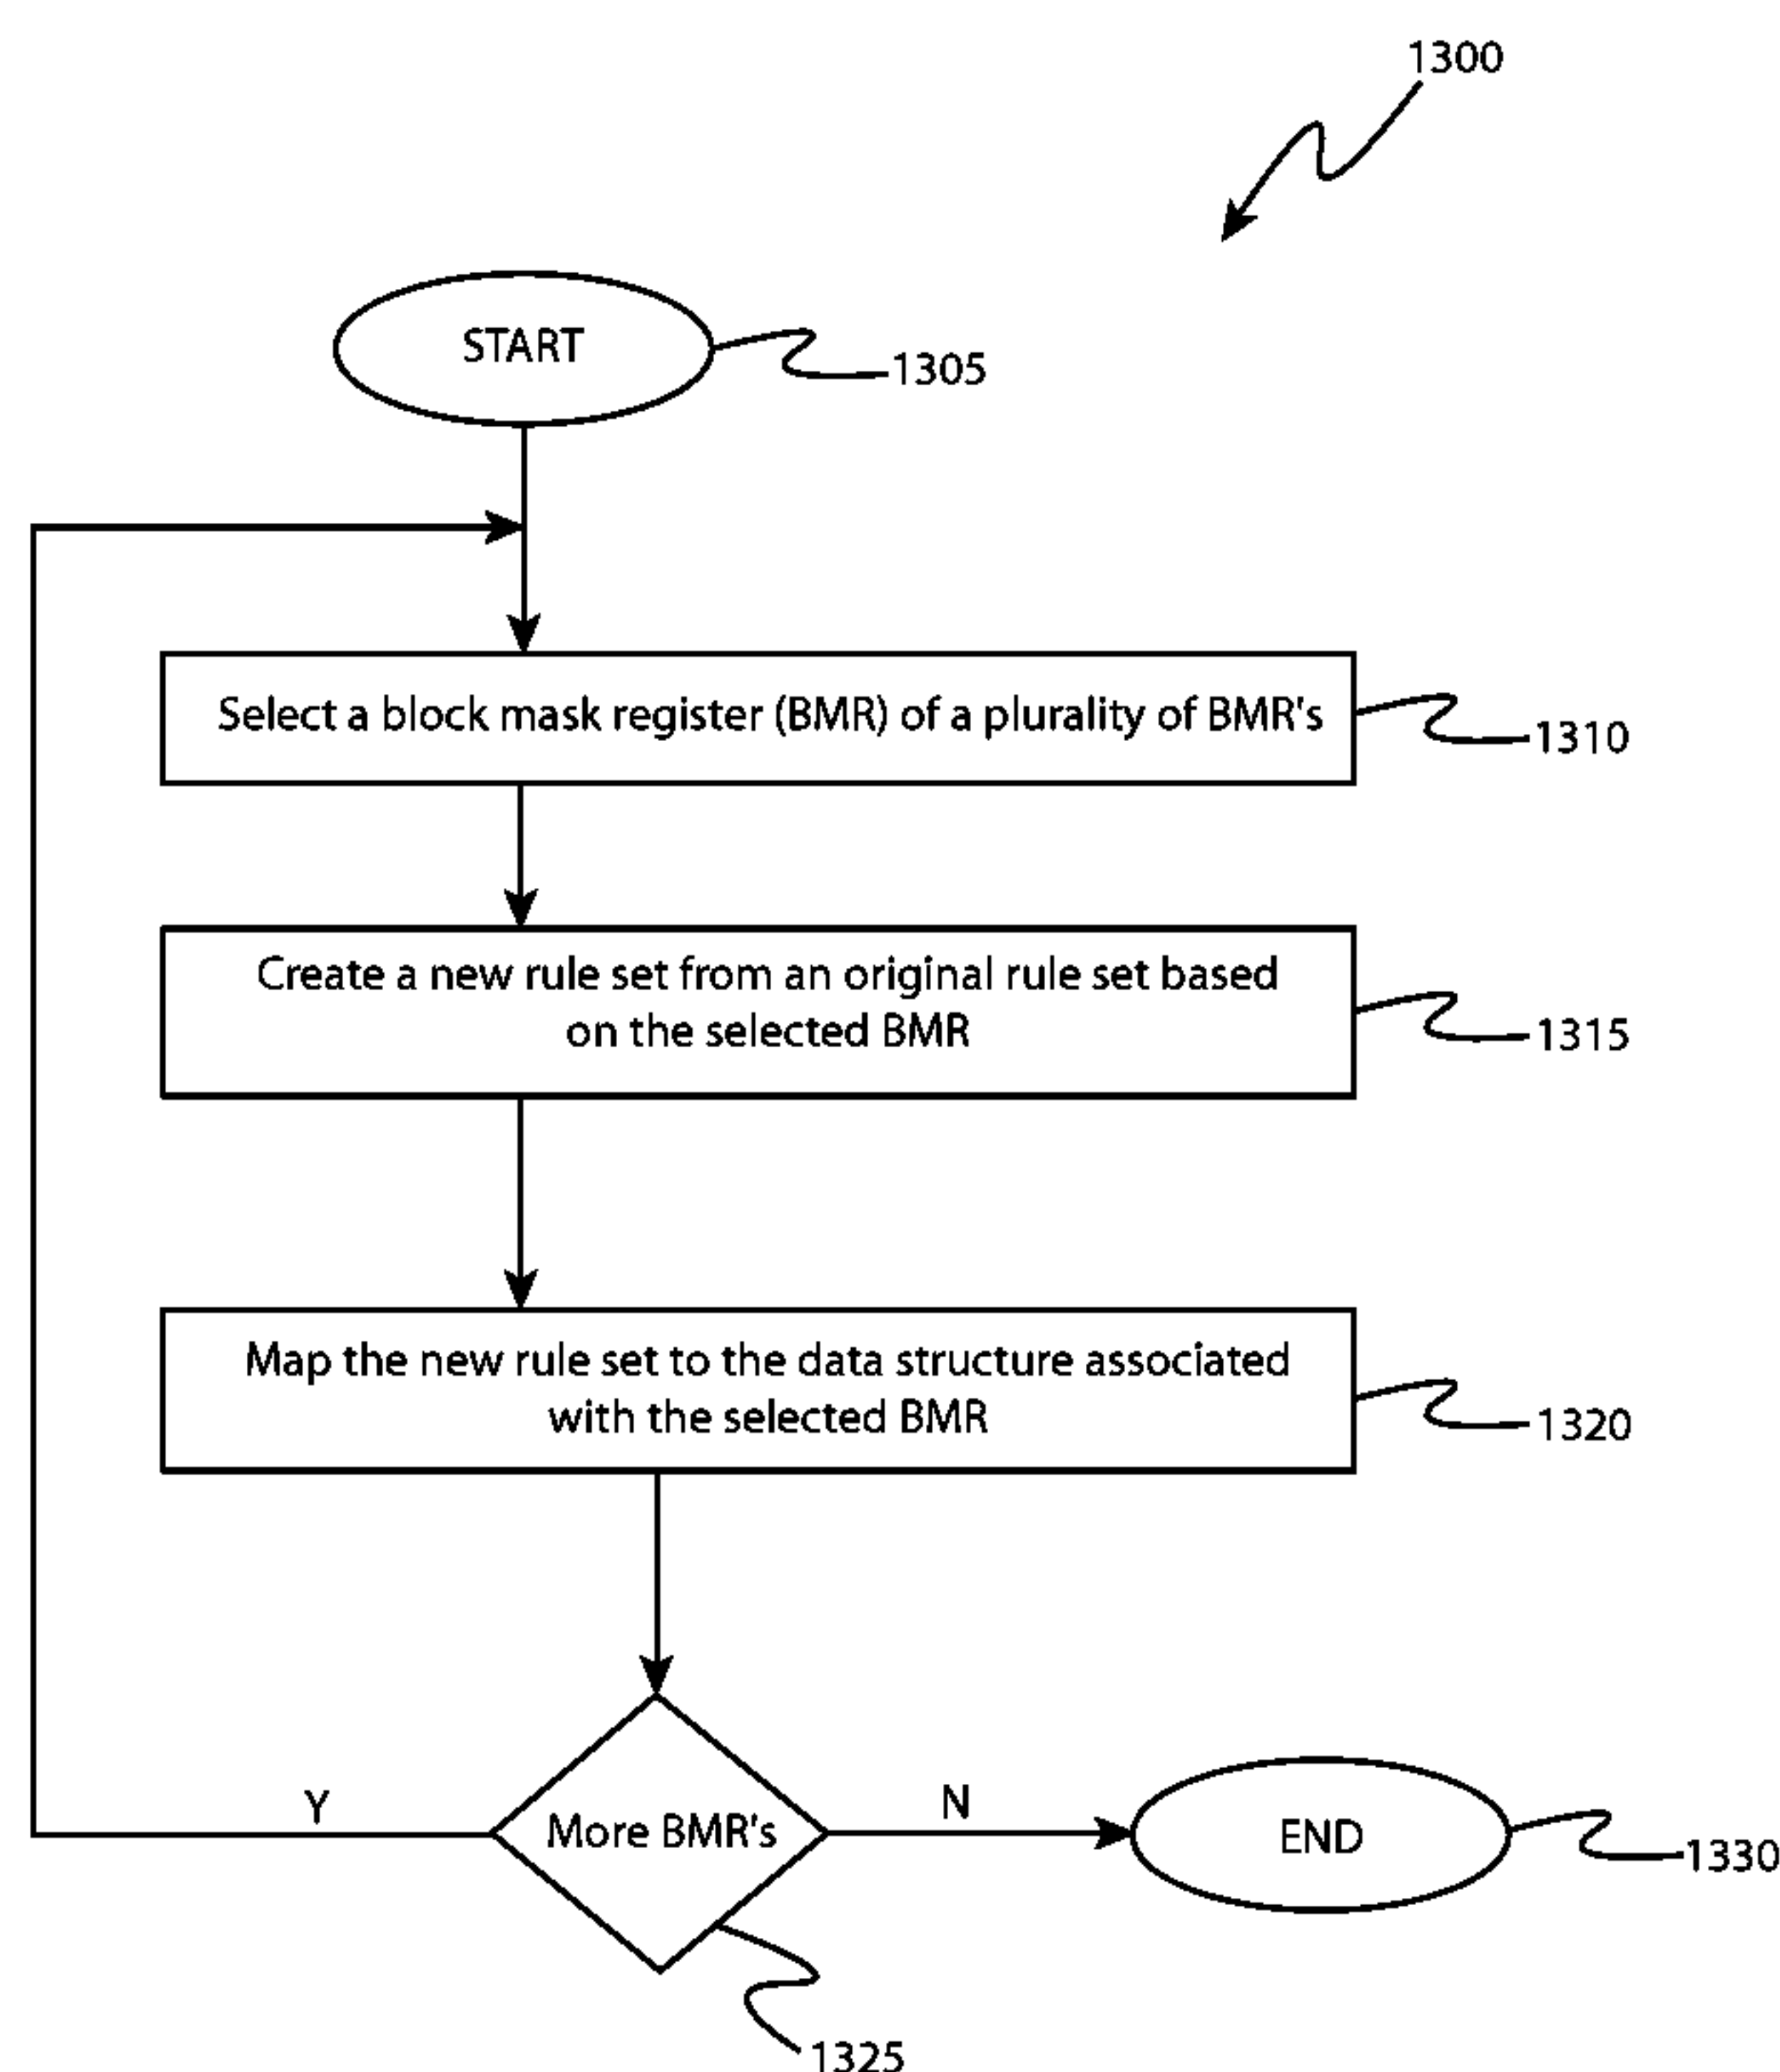 1300
START
1305
Select a block mask register (BMR) of a plurality of BMR's
1310
Create a new rule set from an original rule set based
on the selected BMR
1315
Map the new rule set to the data structure associated
with the selected BMR
1320
Y
More BMR's
N
END
1330
1325